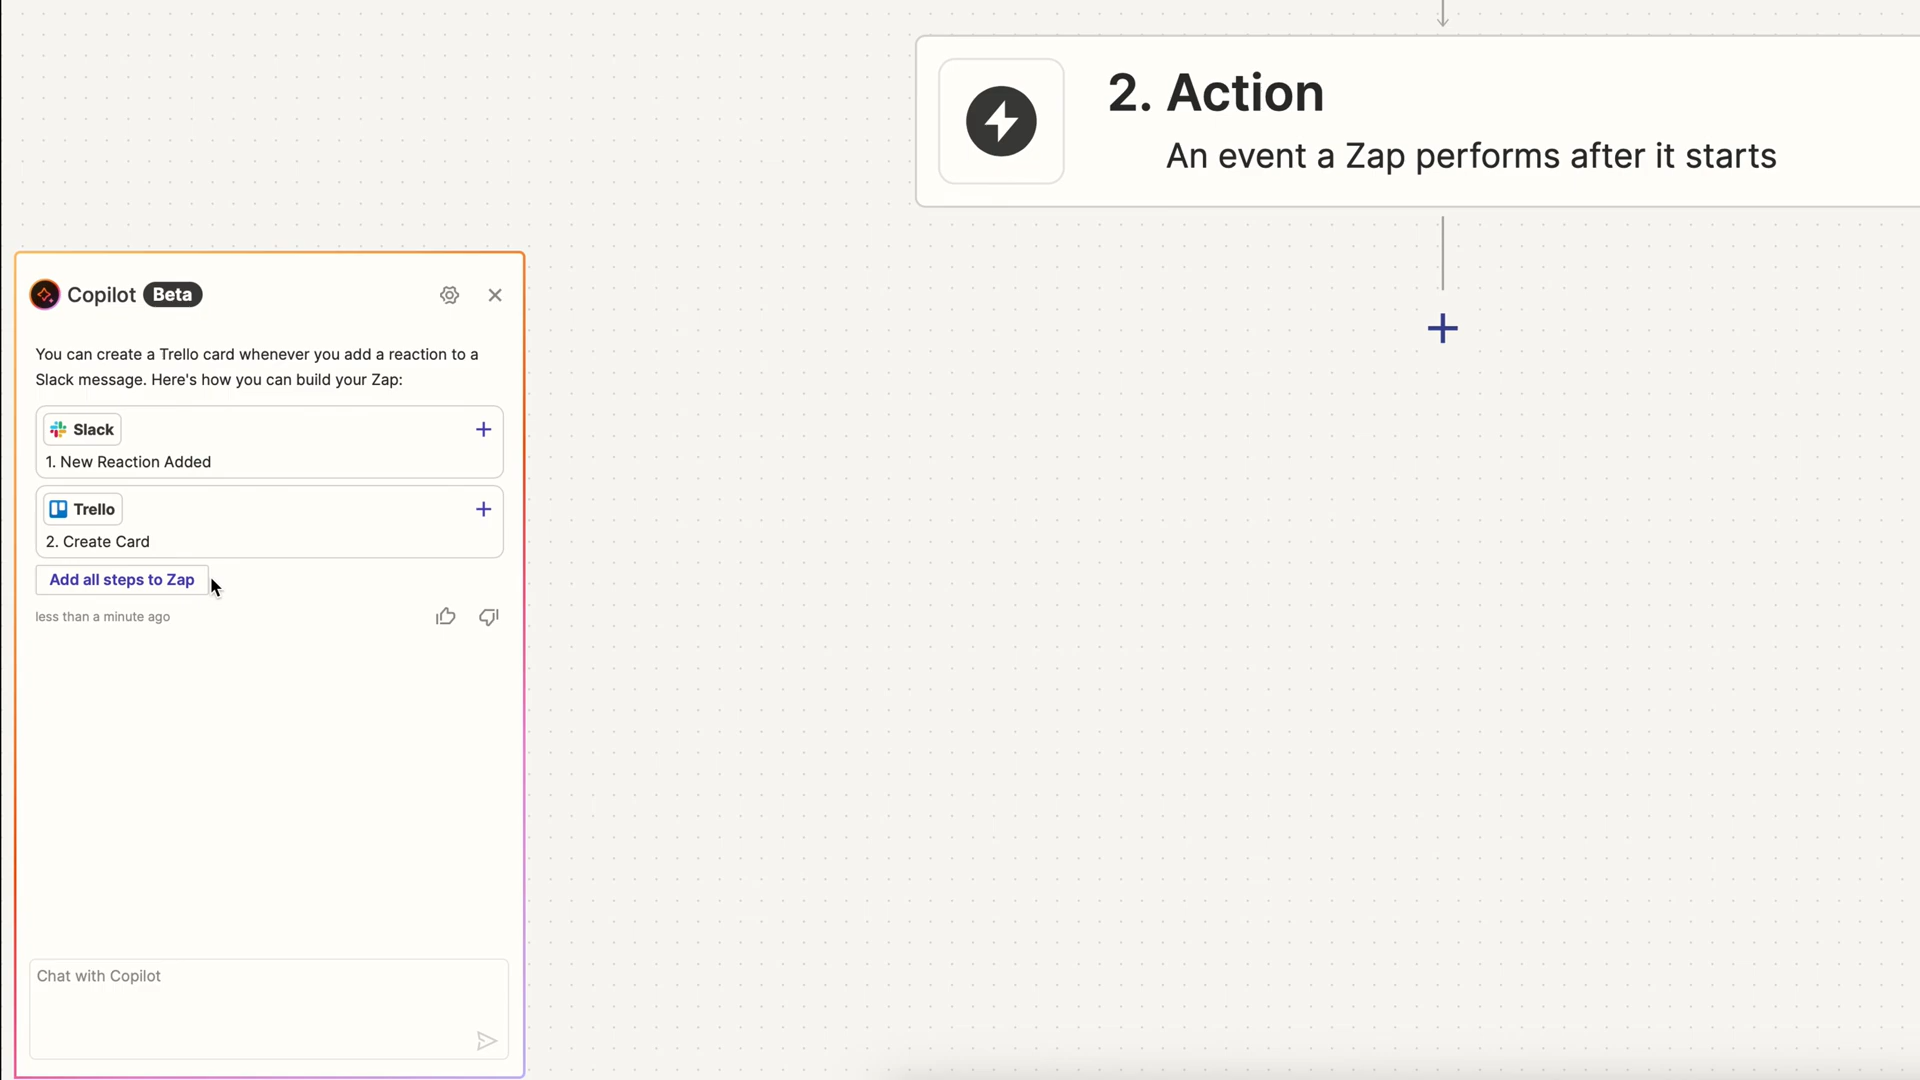 2. Action
An event a Zap performs after it starts
Copilot Beta
You can create a Trello card whenever you add a reaction to a
Slack message. Here's how you can build your Zap:
Slack
1. New Reaction Added
Trello
2. Create Card
Add all steps to Zap
less than a minute ago
Chat with Copilot